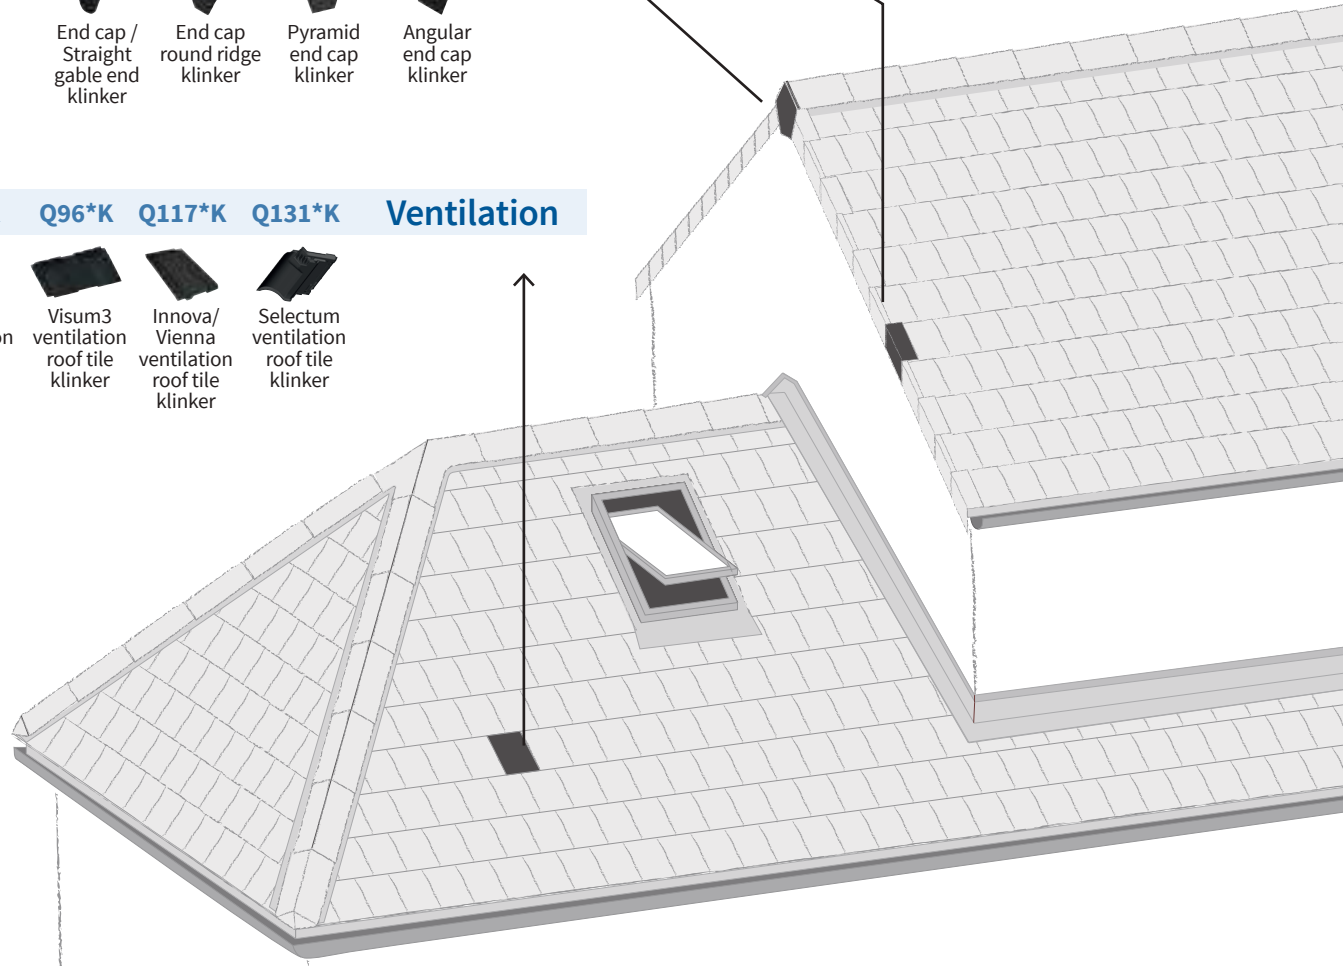 End cap /
Straight
gable end
klinker
End cap
round ridge
klinker
Pyramid
end cap
klinker
Angular
end cap
klinker
Q96*K Q117*K Q131*K Ventilation
Visum3
ventilation
roof tile
klinker
Innova/
Vienna
ventilation
roof tile
klinker
Selectum
ventilation
roof tile
klinker